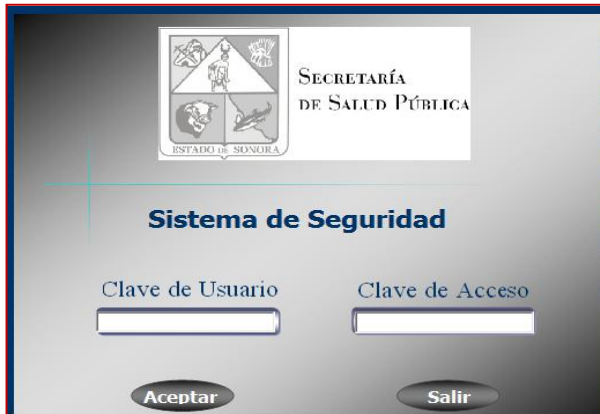 SECRETARÍA
DE SALUD PÚBLICA
ESTADO DE SONORA
Sistema de Seguridad
Clave de Usuario
Clave de Acceso
Aceptar
Salir